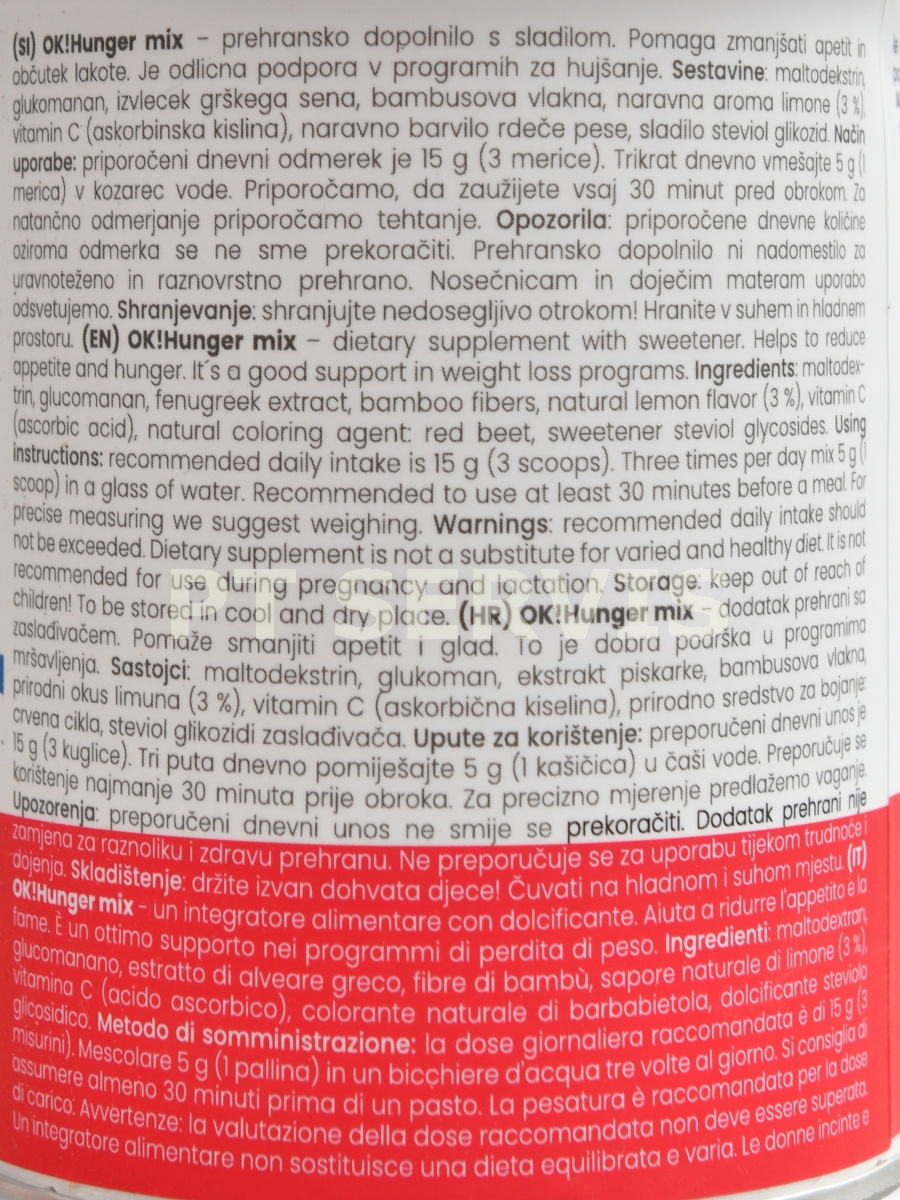 (SI) OK!Hunger mix – prehransko dopolnilo s sladilom. Pomaga zmanjšati apetit in
občutek lakote. Je odlicna podpora v programih za hujšanje. Sestavine: maltodekstrin,
glukomanan, izvlecek grškega sena, bambusova vlakna, naravna aroma limone (3 %),
vitamin C (askorbinska kislina), naravno barvilo rdeče pese, sladilo steviol glikozid. Način
uporabe: priporočeni dnevni odmerek je 15 g (3 merice). Trikrat dnevno vmešajte 5 g (1
merica) v kozarec vode. Priporočamo, da zaužijete vsaj 30 minut pred obrokom. Za
natančno odmerjanje priporočamo tehtanje. Opozorila: priporočene dnevne količine
oziroma odmerka se ne sme prekoračiti. Prehransko dopolnilo ni nadomestilo za
uravnoteženo in raznovrstno prehrano. Nosečnicam in doječim materam uporabo
odsvetujemo. Shranjevanje: shranjujte nedosegljivo otrokom! Hranite v suhem in hladnem
prostoru. (EN) OK!Hunger mix – dietary supplement with sweetener. Helps to reduce
appetite and hunger. It´s a good support in weight loss programs. Ingredients: maltodex-
trin, glucomanan, fenugreek extract, bamboo fibers, natural lemon flavor (3 %), vitamin C
(ascorbic acid), natural coloring agent: red beet, sweetener steviol glycosides. Using
instructions: recommended daily intake is 15 g (3 scoops). Three times per day mix 5 g (1
scoop) in a glass of water. Recommended to use at least 30 minutes before a meal. For
precise measuring we suggest weighing. Warnings: recommended daily intake should
not be exceeded. Dietary supplement is not a substitute for varied and healthy diet. It is not
recommended for use during pregnancy and lactation. Storage: keep out of reach of
children! To be stored in cool and dry place. (HR) OK!Hunger mix – dodatak prehrani sa
PT SERVIS
zaslađivačem. Pomaže smanjiti apetit i glad. To je dobra podrška u programima
mršavljenja. Sastojci: maltodekstrin, glukoman, ekstrakt piskarke, bambusova vlakna,
prirodni okus limuna (3 %), vitamin C (askorbična kiselina), prirodno sredstvo za bojanje:
crvena cikla, steviol glikozidi zaslađivača. Upute za korištenje: preporučeni dnevni unos je
15 g (3 kuglice). Tri puta dnevno pomiješajte 5 g (1 kašičica) u čaši vode. Preporučuje se
korištenje najmanje 30 minuta prije obroka. Za precizno mjerenje predlažemo vaganje.
Upozorenja: preporučeni dnevni unos ne smije se prekoračiti. Dodatak prehrani nije
zamjena za raznoliku i zdravu prehranu. Ne preporučuje se za uporabu tijekom trudnoće i
dojenja. Skladištenje: držite izvan dohvata djece! Čuvati na hladnom i suhom mjestu. (IT)
OK!Hunger mix – un integratore alimentare con dolcificante. Aiuta a ridurre l'appetito e la
fame. È un ottimo supporto nei programmi di perdita di peso. Ingredienti: maltodextran,
glucomanano, estratto di alveare greco, fibre di bambù, sapore naturale di limone (3 %),
vitamina C (acido ascorbico), colorante naturale di barbabietola, dolcificante steviolo
glicosidico. Metodo di somministrazione: la dose giornaliera raccomandata è di 15 g (3
misurini). Mescolare 5 g (1 pallina) in un bicchiere d'acqua tre volte al giorno. Si consiglia di
assumere almeno 30 minuti prima di un pasto. La pesatura è raccomandata per la dose
di carico. Avvertenze: la valutazione della dose raccomandata non deve essere superata.
Un integratore alimentare non sostituisce una dieta equilibrata e varia. Le donne incinte e